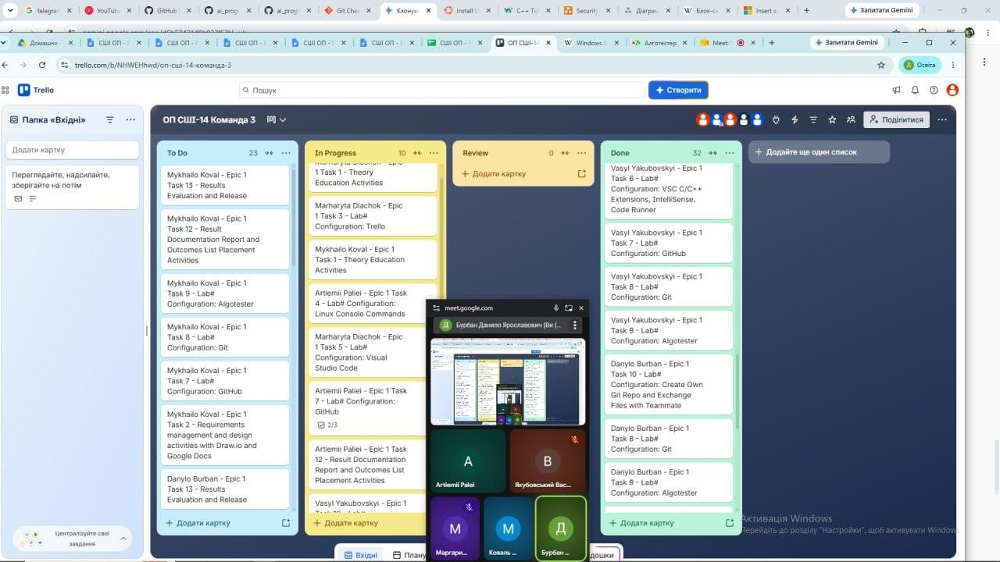 telegran
YouTube
GitHub
ai_progr
ai_progr
Git Che
Клонува
Install U
C++ Tu
Security
Діаграм
Блок-сх
Insert a
Запитати Gemini
Домашня
СШІ ОП - Е
СШІ ОП - Е
СШІ ОП - Е
СШІ ОП - Е
СШІ ОП - Е
СШІ ОП -
ОП СШІ-14
Windows S
Алготестер
Meet:
Запитати Gemini
trello.com/b/NHWEHhwd/оп-сші-14-команда-3
Освіта
Trello
Пошук
Створити
Папка «Вхідні»
Додати картку
Переглядайте, надсилайте,
зберігайте на потім
Централізуйте свої
завдання
ОП СШІ-14 Команда 3
Поділитися
To Do 23
Mykhailo Koval - Epic 1
Task 13 - Results
Evaluation and Release
Mykhailo Koval - Epic 1
Task 12 - Result
Documentation Report and
Outcomes List Placement
Activities
Mykhailo Koval - Epic 1
Task 9 - Lab#
Configuration: Algotester
Mykhailo Koval - Epic 1
Task 8 - Lab#
Configuration: Git
Mykhailo Koval - Epic 1
Task 7 - Lab#
Configuration: GitHub
Mykhailo Koval - Epic 1
Task 2 - Requirements
management and design
activities with Draw.io and
Google Docs
Danylo Burban - Epic 1
Task 13 - Results
Evaluation and Release
Додати картку
In Progress 10
Marharyta Diachok - Epic
1 Task 1 - Theory
Education Activities
Marharyta Diachok - Epic
1 Task 3 - Lab#
Configuration: Trello
Mykhailo Koval - Epic 1
Task 1 - Theory Education
Activities
Artiemii Paliei - Epic 1 Task
4 - Lab# Configuration:
Linux Console Commands
Marharyta Diachok - Epic
1 Task 5 - Lab#
Configuration: Visual
Studio Code
Artiemii Paliei - Epic 1 Task
7 - Lab# Configuration:
GitHub
2/3
Artiemii Paliei - Epic 1 Task
12 - Result Documentation
Report and Outcomes List
Placement Activities
Vasyl Yakubovskyi - Epic 1
Додати картку
Review 0
Додати картку
Done 32
Vasyl Yakubovskyi - Epic 1
Task 6 - Lab#
Configuration: VSC C/C++
Extensions, IntelliSense,
Code Runner
Vasyl Yakubovskyi - Epic 1
Task 7 - Lab#
Configuration: GitHub
Vasyl Yakubovskyi - Epic 1
Task 8 - Lab#
Configuration: Git
Vasyl Yakubovskyi - Epic 1
Task 9 - Lab#
Configuration: Algotester
Danylo Burban - Epic 1
Task 10 - Lab#
Configuration: Create Own
Git Repo and Exchange
Files with Teammate
Danylo Burban - Epic 1
Task 8 - Lab#
Configuration: Git
Danylo Burban - Epic 1
Task 9 - Lab#
Configuration: Algotester
Додати картку
Додайте ще один список
meet.google.com
Д
Бурбан Данило Ярославович (Ви (...
A
Artiemii Palei
В
Якубовський Вас...
М
Маргари...
М
Коваль ...
Д
Бурбан ...
Вхідні
Плану
дошки
Активація Windows
Перейдіть до розділу "Настройки", щоб активувати Windows.